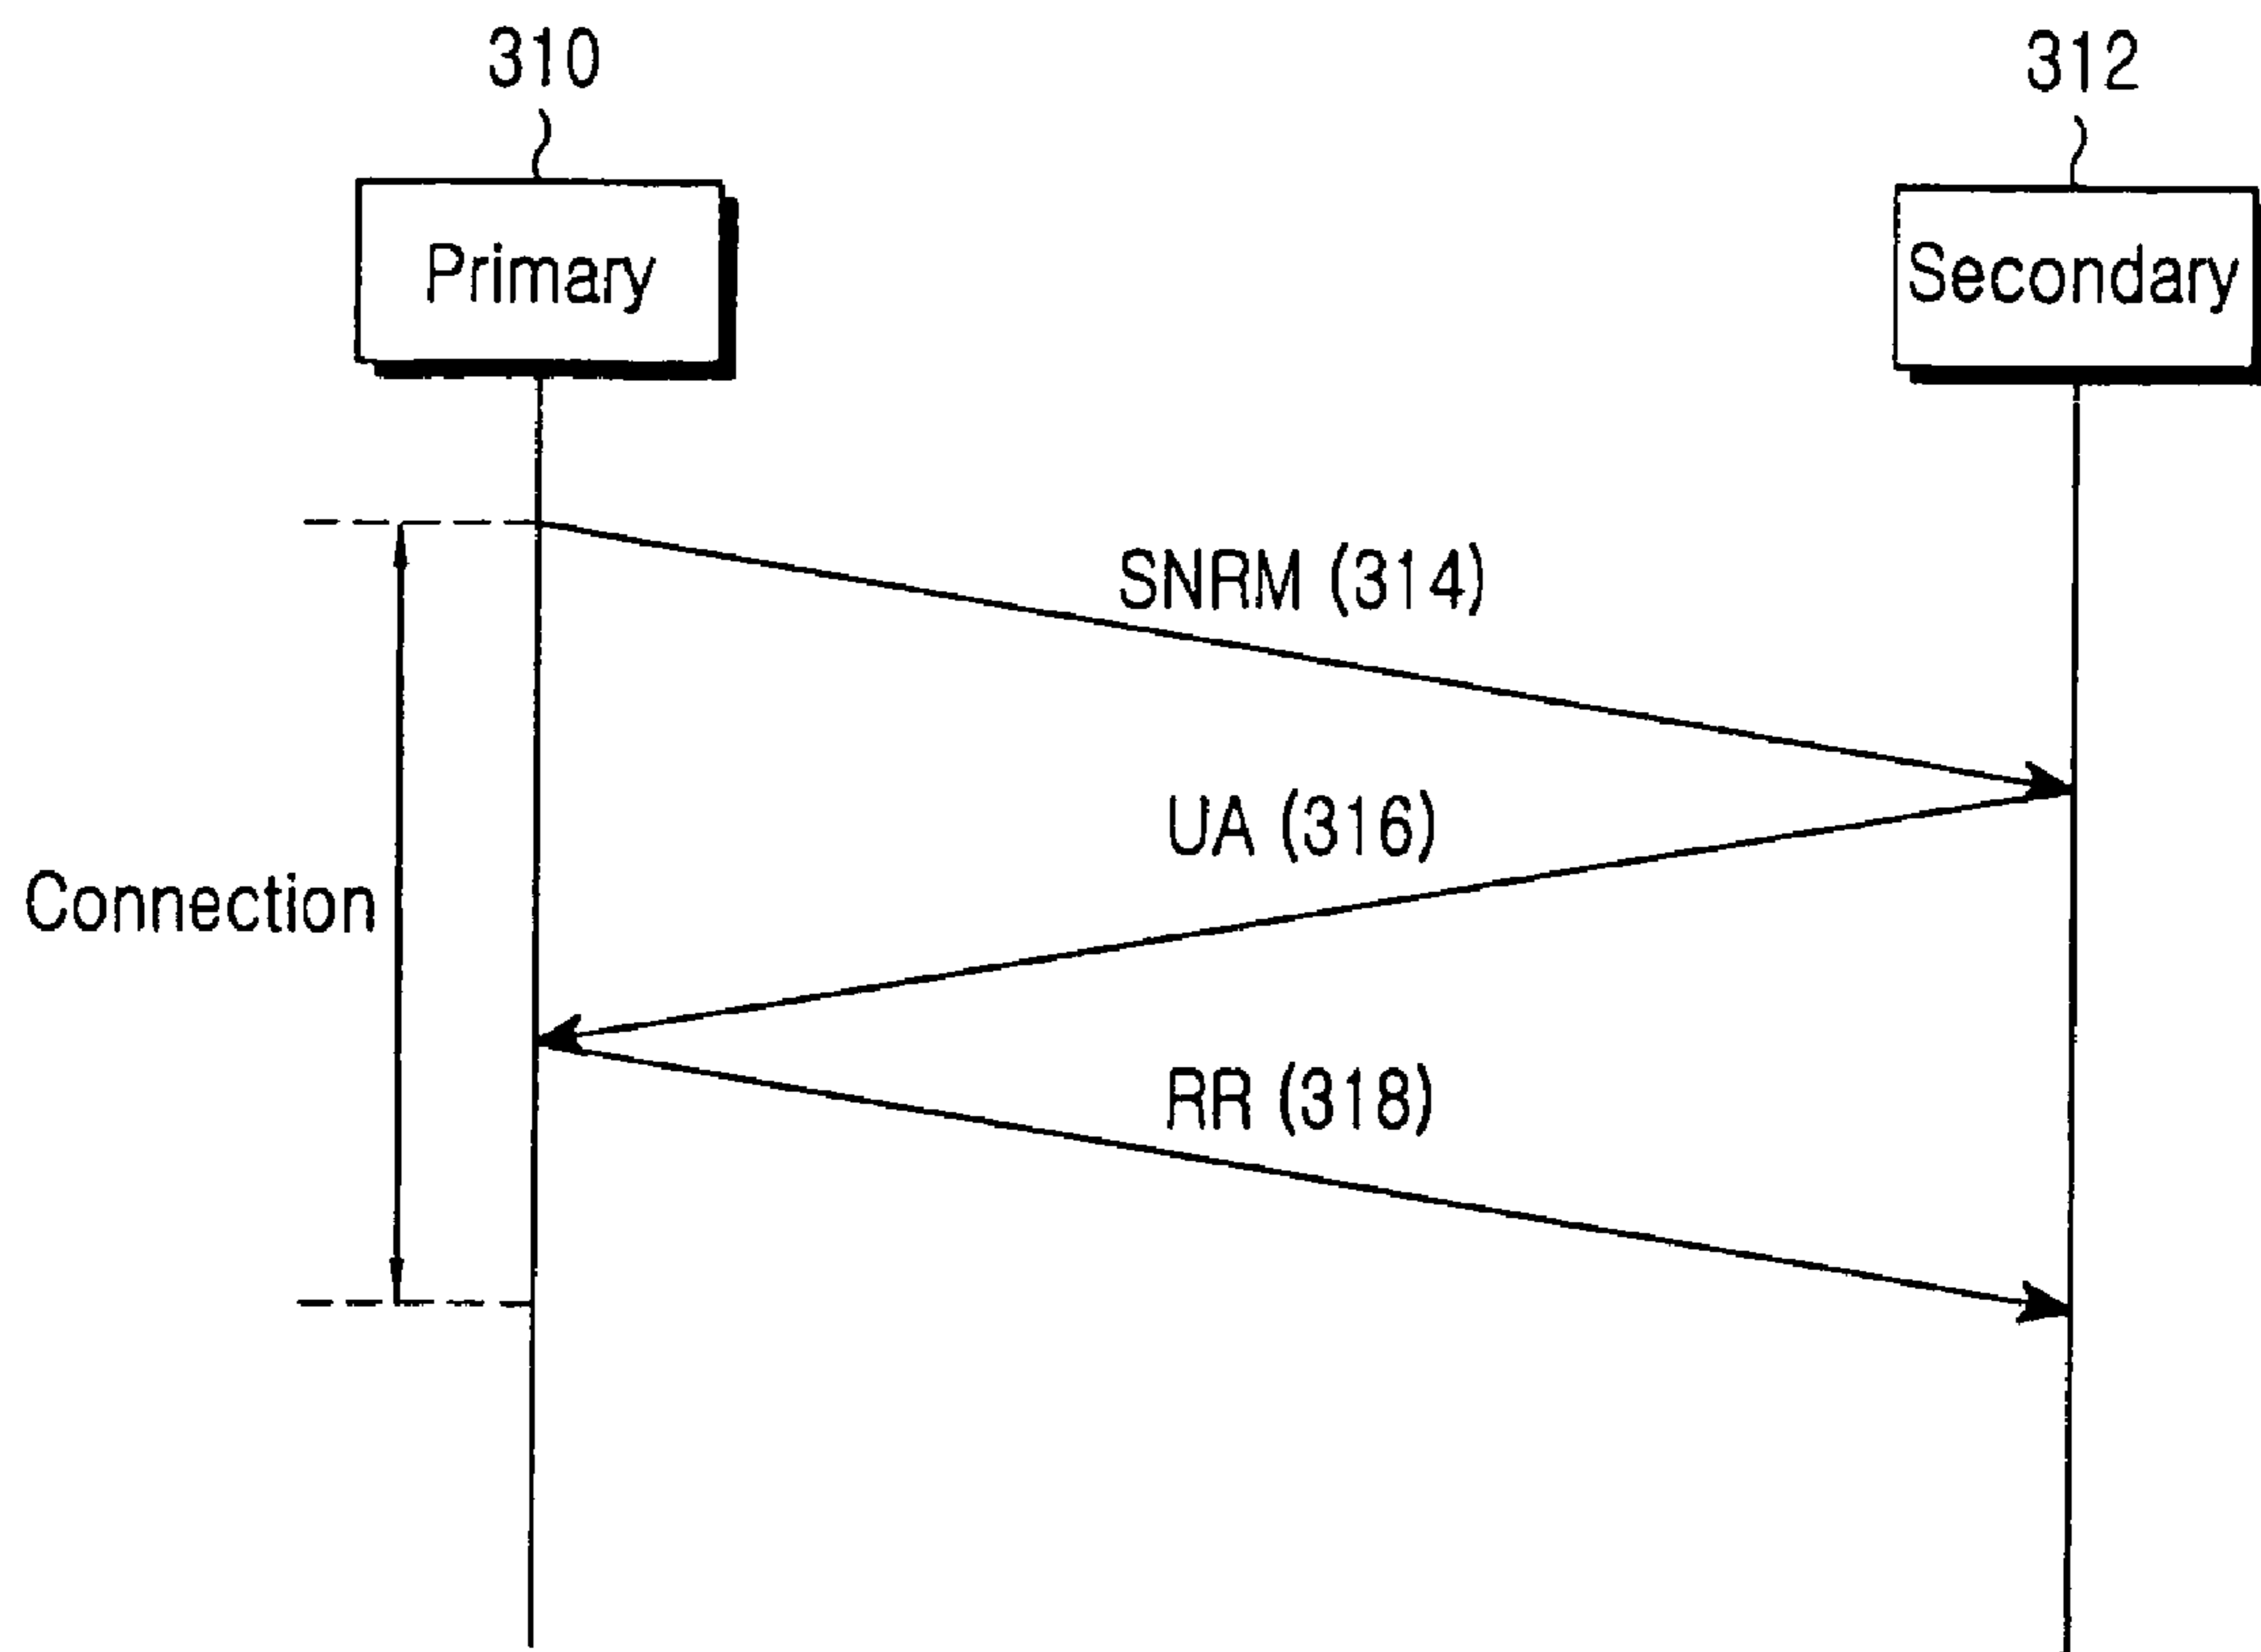 310
312
Primary
Secondary
SNRM (314)
UA (316)
Connection
RR (318)